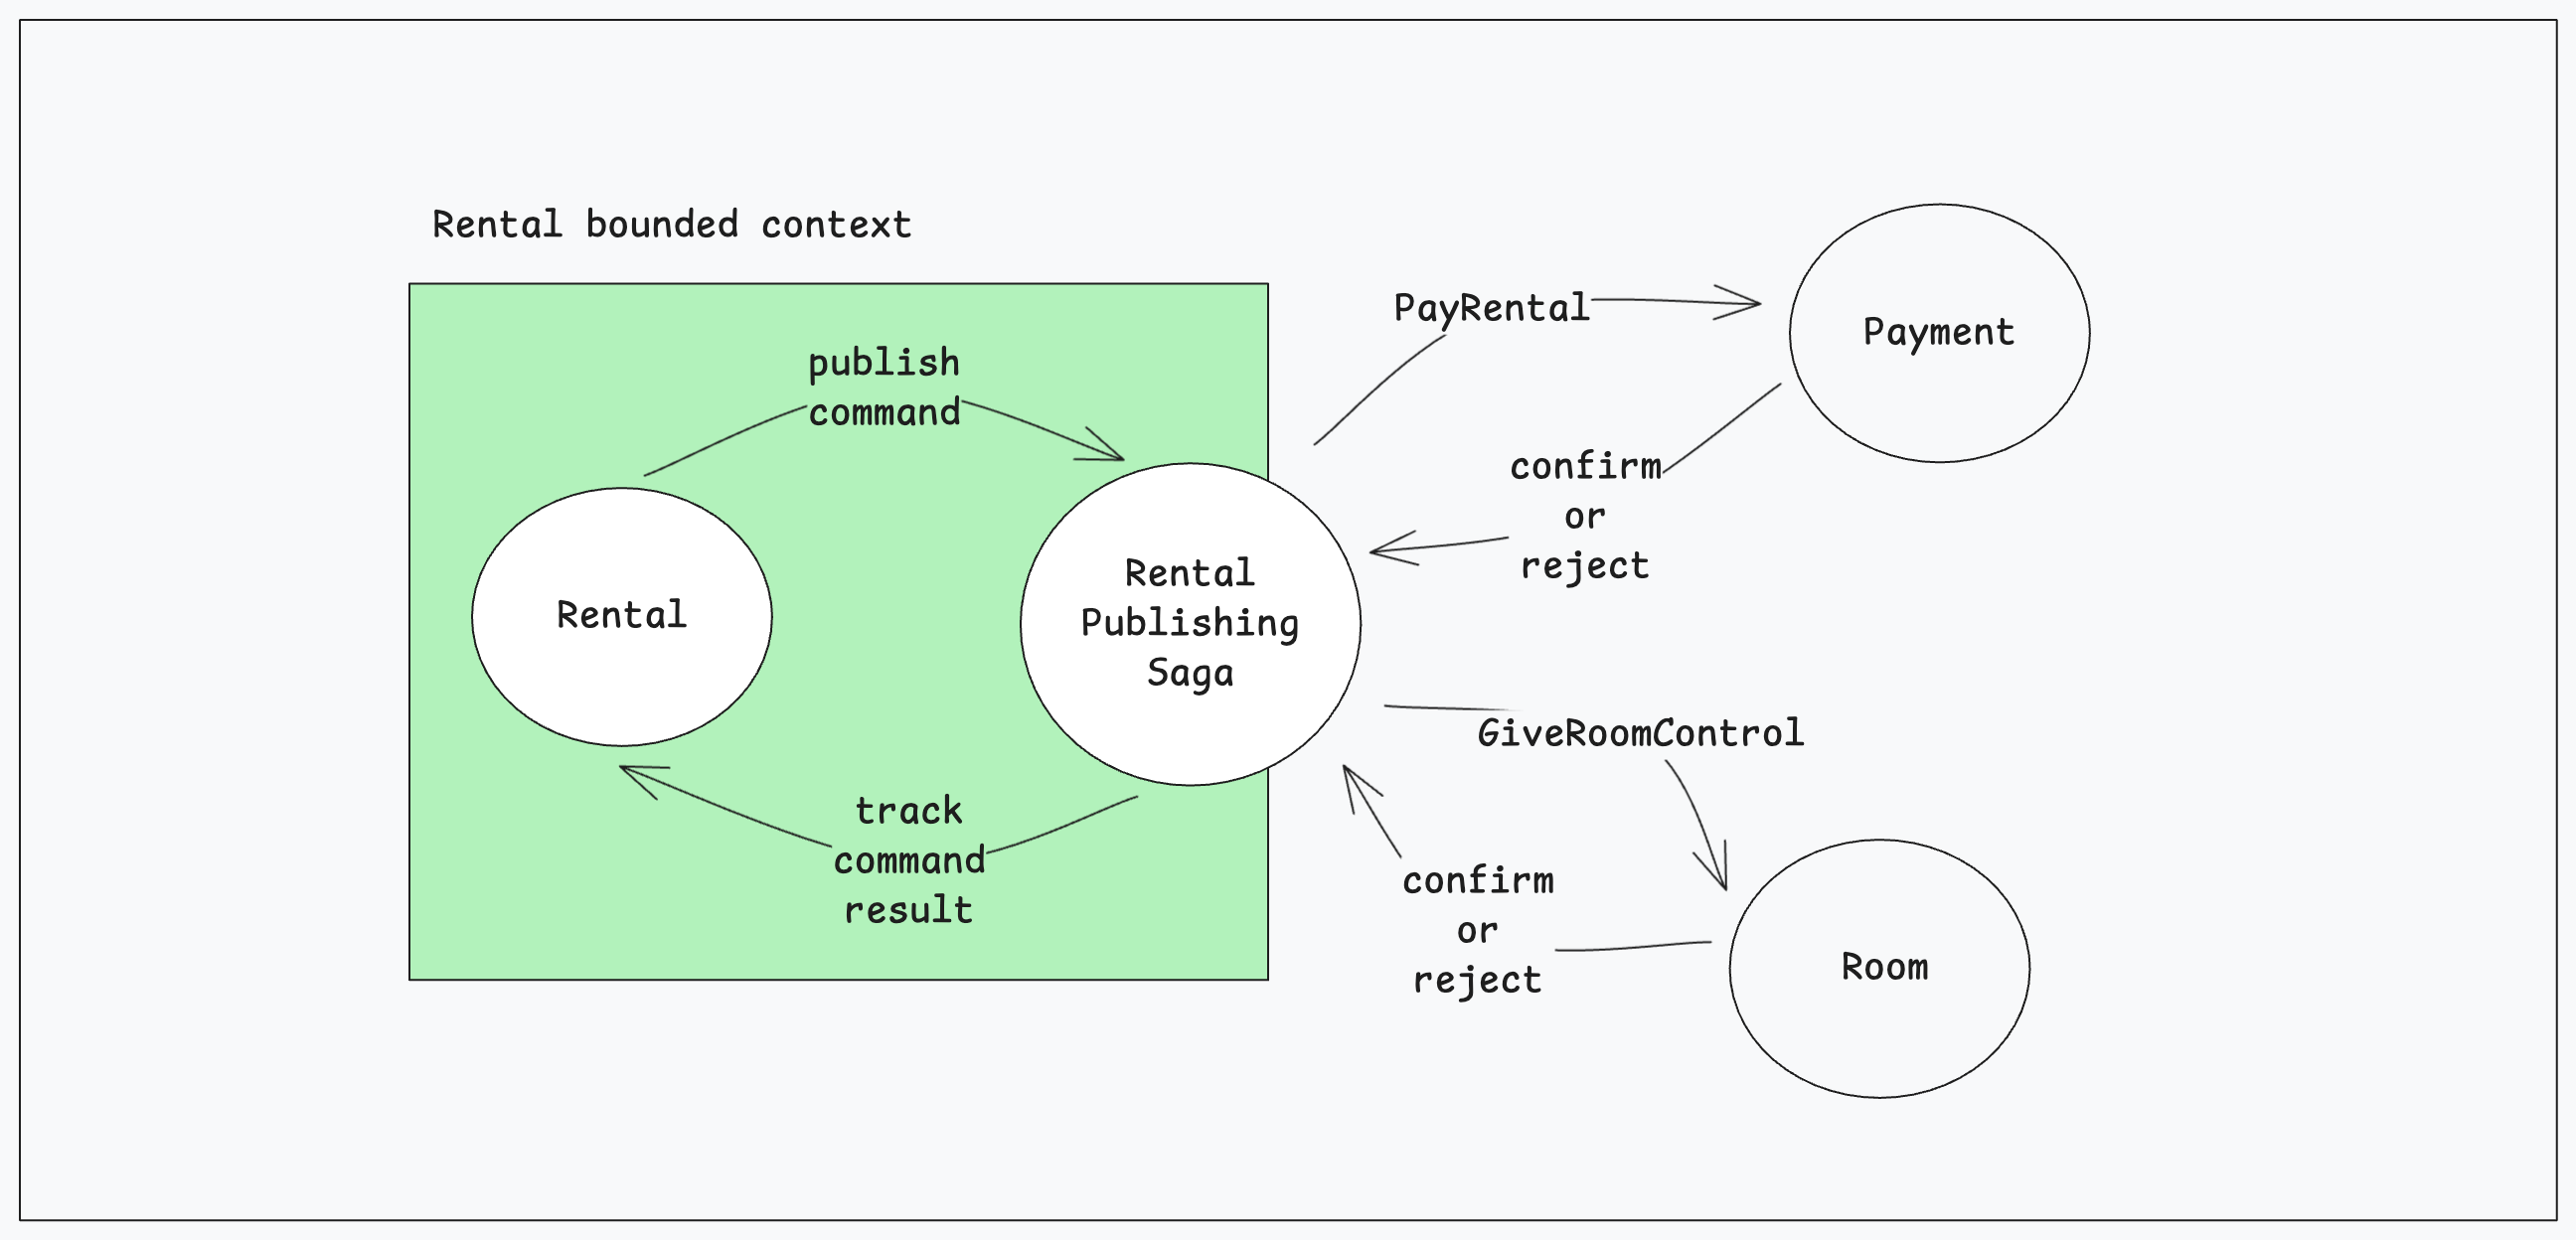 Rental bounded context
publish
command
Rental
Rental
Publishing
Saga
track
command
result
PayRental
Payment
confirm
or
reject
GiveRoomControl
confirm
or
reject
Room